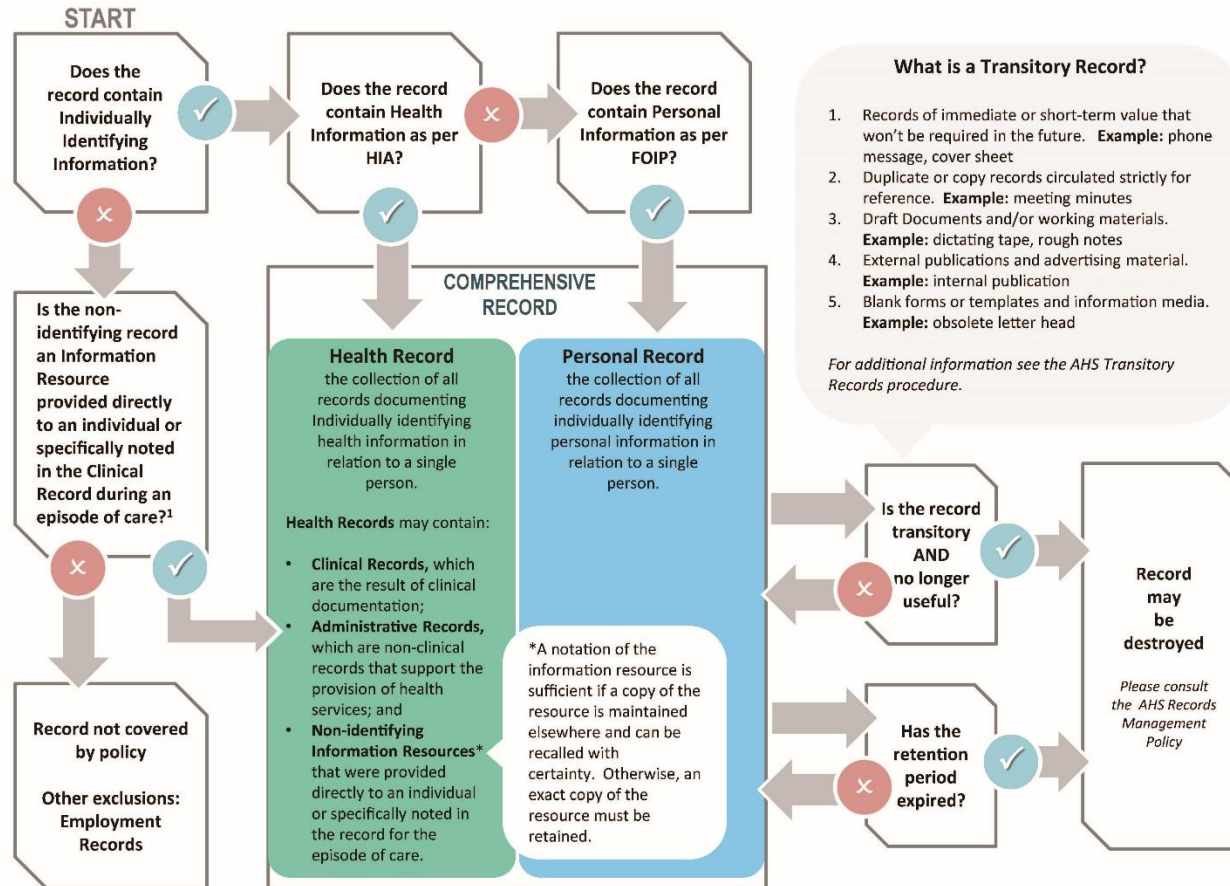 START
Does the
record contain
Individually
Identifying
Information?
Does the record
contain Health
Information as per
HIA?
Does the record
contain Personal
Information as per
FOIP?
What is a Transitory Record?
1. Records of immediate or short-term value that
won't be required in the future. Example: phone
message, cover sheet
2. Duplicate or copy records circulated strictly for
reference. Example: meeting minutes
3. Draft Documents and/or working materials.
Example: dictating tape, rough notes
4. External publications and advertising material.
Example: internal publication
5. Blank forms or templates and information media.
Example: obsolete letter head
For additional information see the AHS Transitory
Records procedure.
Is the non-
identifying record
an Information
Resource
provided directly
to an individual or
specifically noted
in the Clinical
Record during an
episode of care?1
COMPREHENSIVE
RECORD
Health Record
the collection of all
records documenting
Individually identifying
health information in
relation to a single
person.
Health Records may contain:
• Clinical Records, which
are the result of clinical
documentation;
• Administrative Records,
which are non-clinical
records that support the
provision of health
services; and
• Non-identifying
Information Resources*
that were provided
directly to an individual
or specifically noted in
the record for the
episode of care.
Personal Record
the collection of all
records documenting
individually identifying
personal information in
relation to a single
person.
*A notation of the
information resource is
sufficient if a copy of the
resource is maintained
elsewhere and can be
recalled with
certainty. Otherwise, an
exact copy of the
resource must be
retained.
Is the record
transitory
AND
no longer
useful?
Has the
retention
period
expired?
Record
may
be
destroyed
Please consult
the AHS Records
Management
Policy
Record not covered
by policy
Other exclusions:
Employment
Records